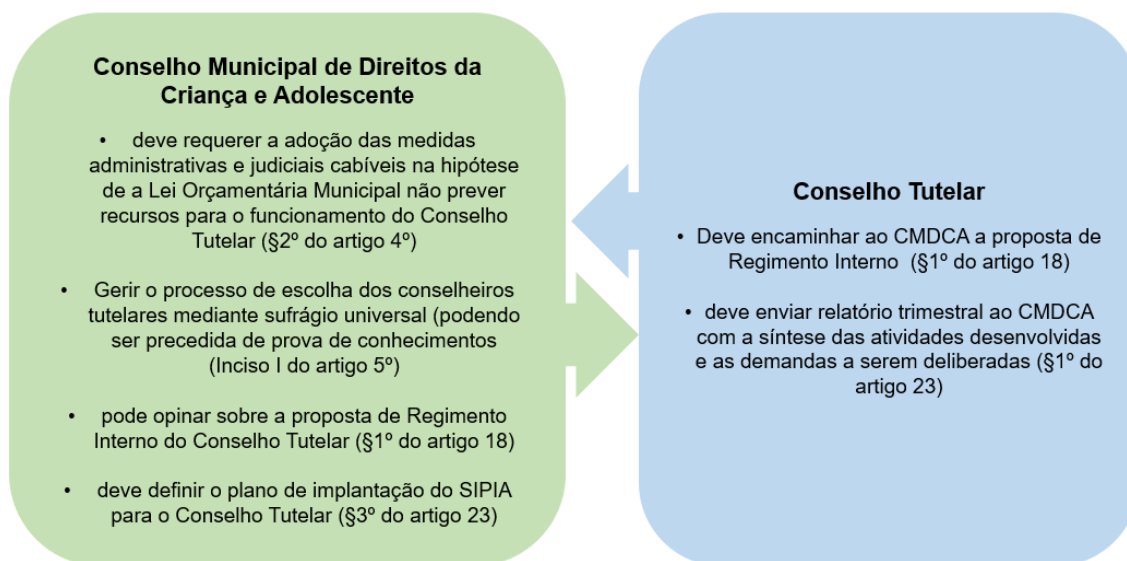 Conselho Municipal de Direitos da
Criança e Adolescente
• deve requerer a adoção das medidas
administrativas e judiciais cabíveis na hipótese
de a Lei Orçamentária Municipal não prever
recursos para o funcionamento do Conselho
Tutelar (§2º do artigo 4º)
• Gerir o processo de escolha dos conselheiros
tutelares mediante sufrágio universal (podendo
ser precedida de prova de conhecimentos
(Inciso I do artigo 5º)
• pode opinar sobre a proposta de Regimento
Interno do Conselho Tutelar (§1º do artigo 18)
• deve definir o plano de implantação do SIPIA
para o Conselho Tutelar (§3º do artigo 23)
Conselho Tutelar
• Deve encaminhar ao CMDCA a proposta de
Regimento Interno (§1º do artigo 18)
• deve enviar relatório trimestral ao CMDCA
com a síntese das atividades desenvolvidas
e as demandas a serem deliberadas (§1º do
artigo 23)